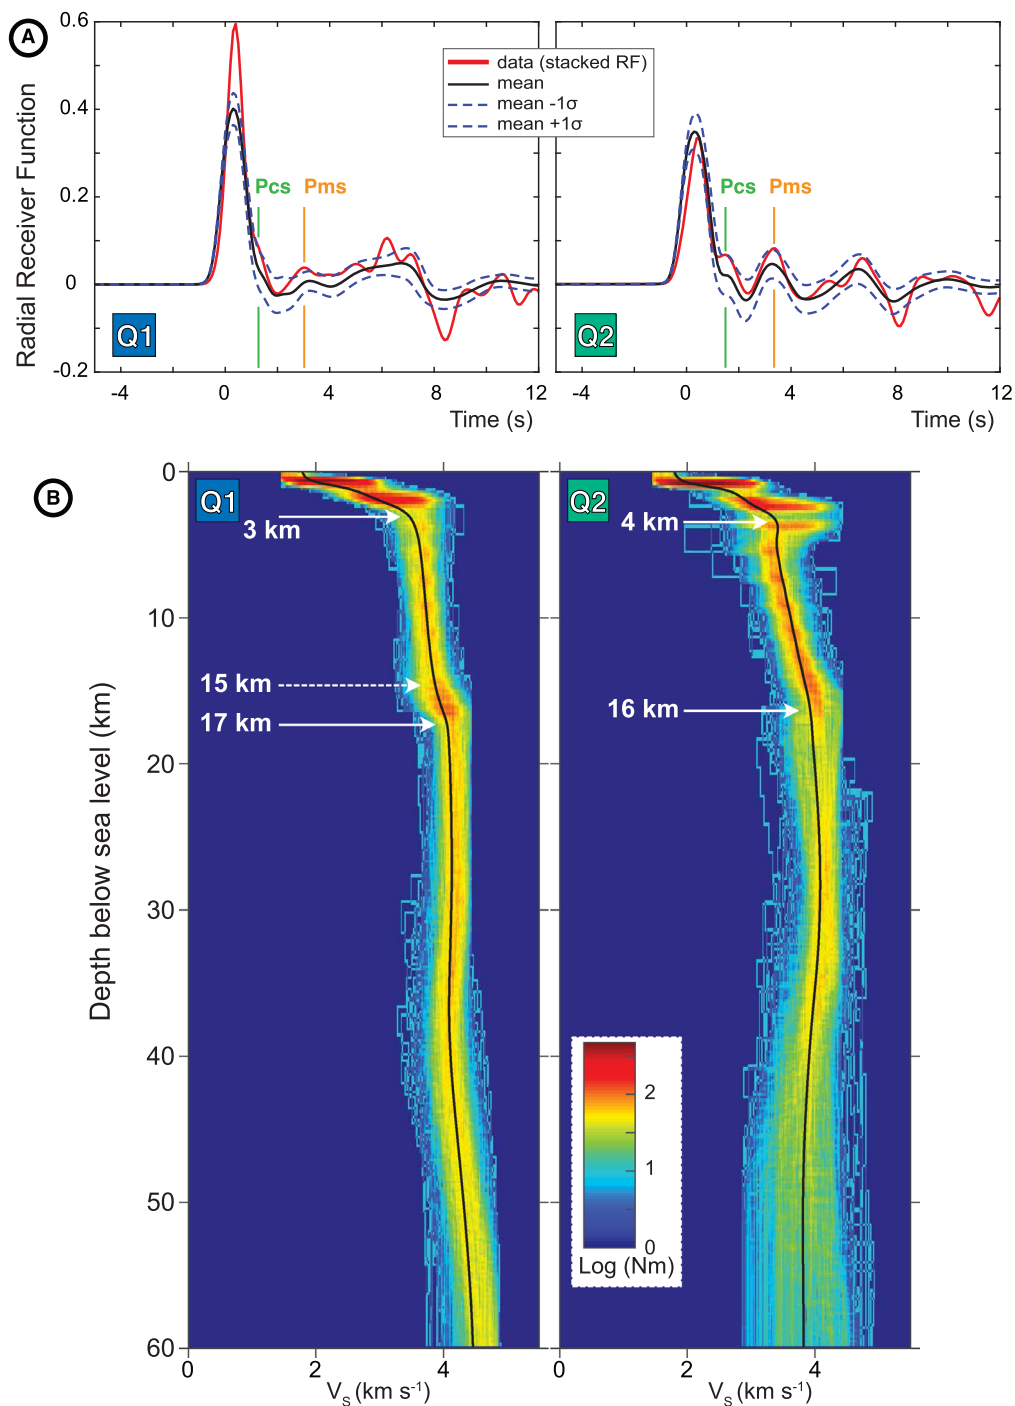 A
0.6
0.4
0.2
0
-0.2
Radial Receiver Function
data (stacked RF)
mean
mean -1σ
mean +1σ
Pcs Pms
Pcs Pms
Q1
Q2
-4 0 4 8 12
-4 0 4 8 12
Time (s)
Time (s)
B
0
10
20
30
40
50
60
Depth below sea level (km)
Q1
3 km
15 km
17 km
Q2
4 km
16 km
2
1
0
Log (Nm)
0 2 4
0 2 4
V_S (km s⁻¹)
V_S (km s⁻¹)